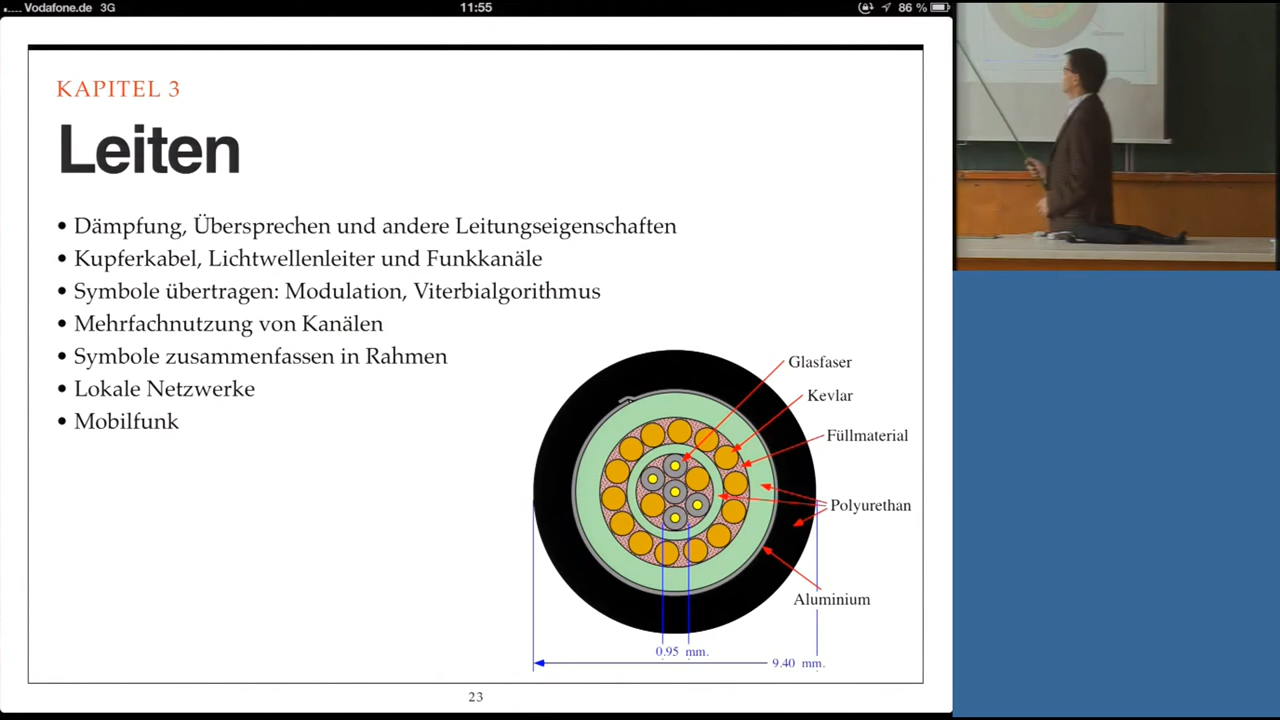 Vodafone.de 3G 11:55 86 %
KAPITEL 3
Leiten
• Dämpfung, Übersprechen und andere Leitungseigenschaften
• Kupferkabel, Lichtwellenleiter und Funkkanäle
• Symbole übertragen: Modulation, Viterbialgorithmus
• Mehrfachnutzung von Kanälen
• Symbole zusammenfassen in Rahmen
• Lokale Netzwerke
• Mobilfunk
Glasfaser
Kevlar
Füllmaterial
Polyurethan
Aluminium
0.95 mm.
9.40 mm.
23